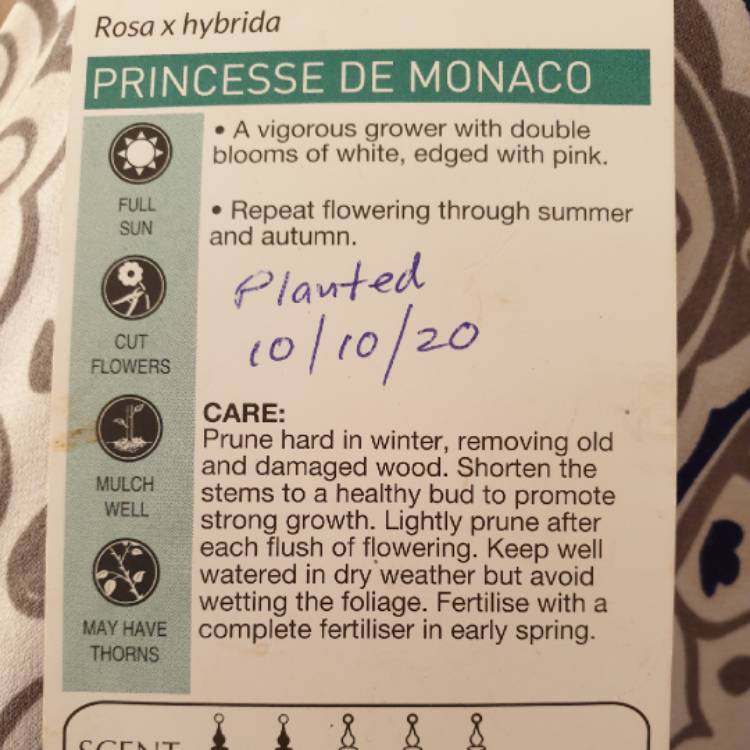 Rosa x hybrida
PRINCESSE DE MONACO
FULL
SUN
CUT
FLOWERS
MULCH
WELL
MAY HAVE
THORNS
• A vigorous grower with double
blooms of white, edged with pink.
• Repeat flowering through summer
and autumn.
Planted
10/10/20
CARE:
Prune hard in winter, removing old
and damaged wood. Shorten the
stems to a healthy bud to promote
strong growth. Lightly prune after
each flush of flowering. Keep well
watered in dry weather but avoid
wetting the foliage. Fertilise with a
complete fertiliser in early spring.
SCENT